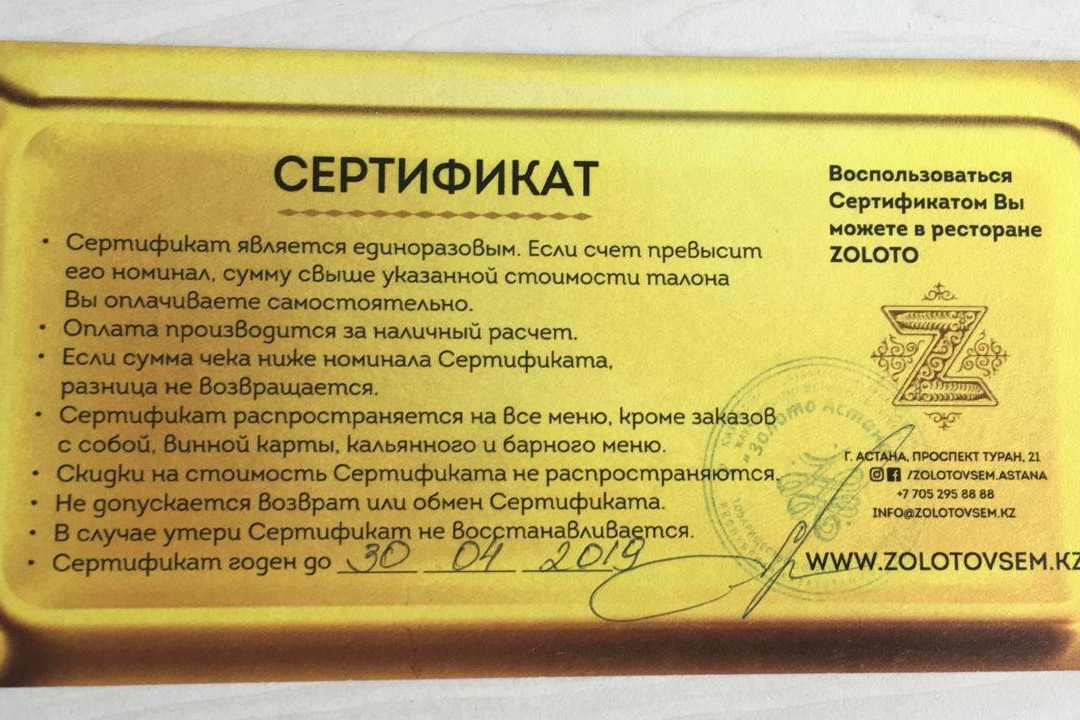 СЕРТИФИКАТ
• Сертификат является единоразовым. Если счет превысит
его номинал, сумму свыше указанной стоимости талона
Вы оплачиваете самостоятельно.
• Оплата производится за наличный расчет.
• Если сумма чека ниже номинала Сертификата,
разница не возвращается.
• Сертификат распространяется на все меню, кроме заказов
с собой, винной карты, кальянного и барного меню.
• Скидки на стоимость Сертификата не распространяются.
• Не допускается возврат или обмен Сертификата.
• В случае утери Сертификат не восстанавливается.
• Сертификат годен до 30 04 2019
Воспользоваться
Сертификатом Вы
можете в ресторане
ZOLOTO
Z
Г. АСТАНА, ПРОСПЕКТ ТУРАН, 21
/ZOLOTOVSEM.ASTANA
+7 705 295 88 88
INFO@ZOLOTOVSEM.KZ
WWW.ZOLOTOVSEM.KZ
Золото Астана